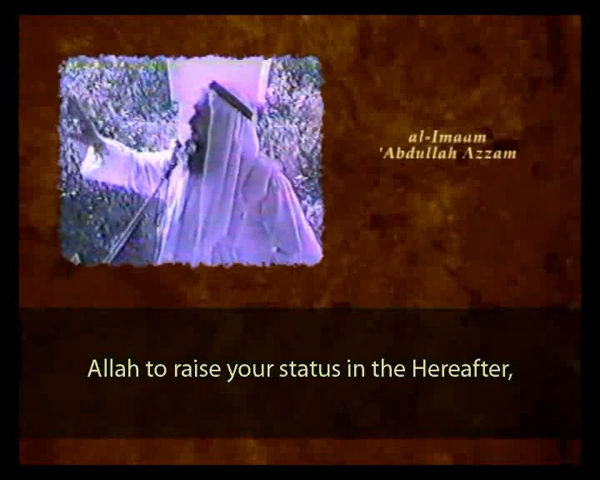 al-Imaam
'Abdullah Azzam
Allah to raise your status in the Hereafter,